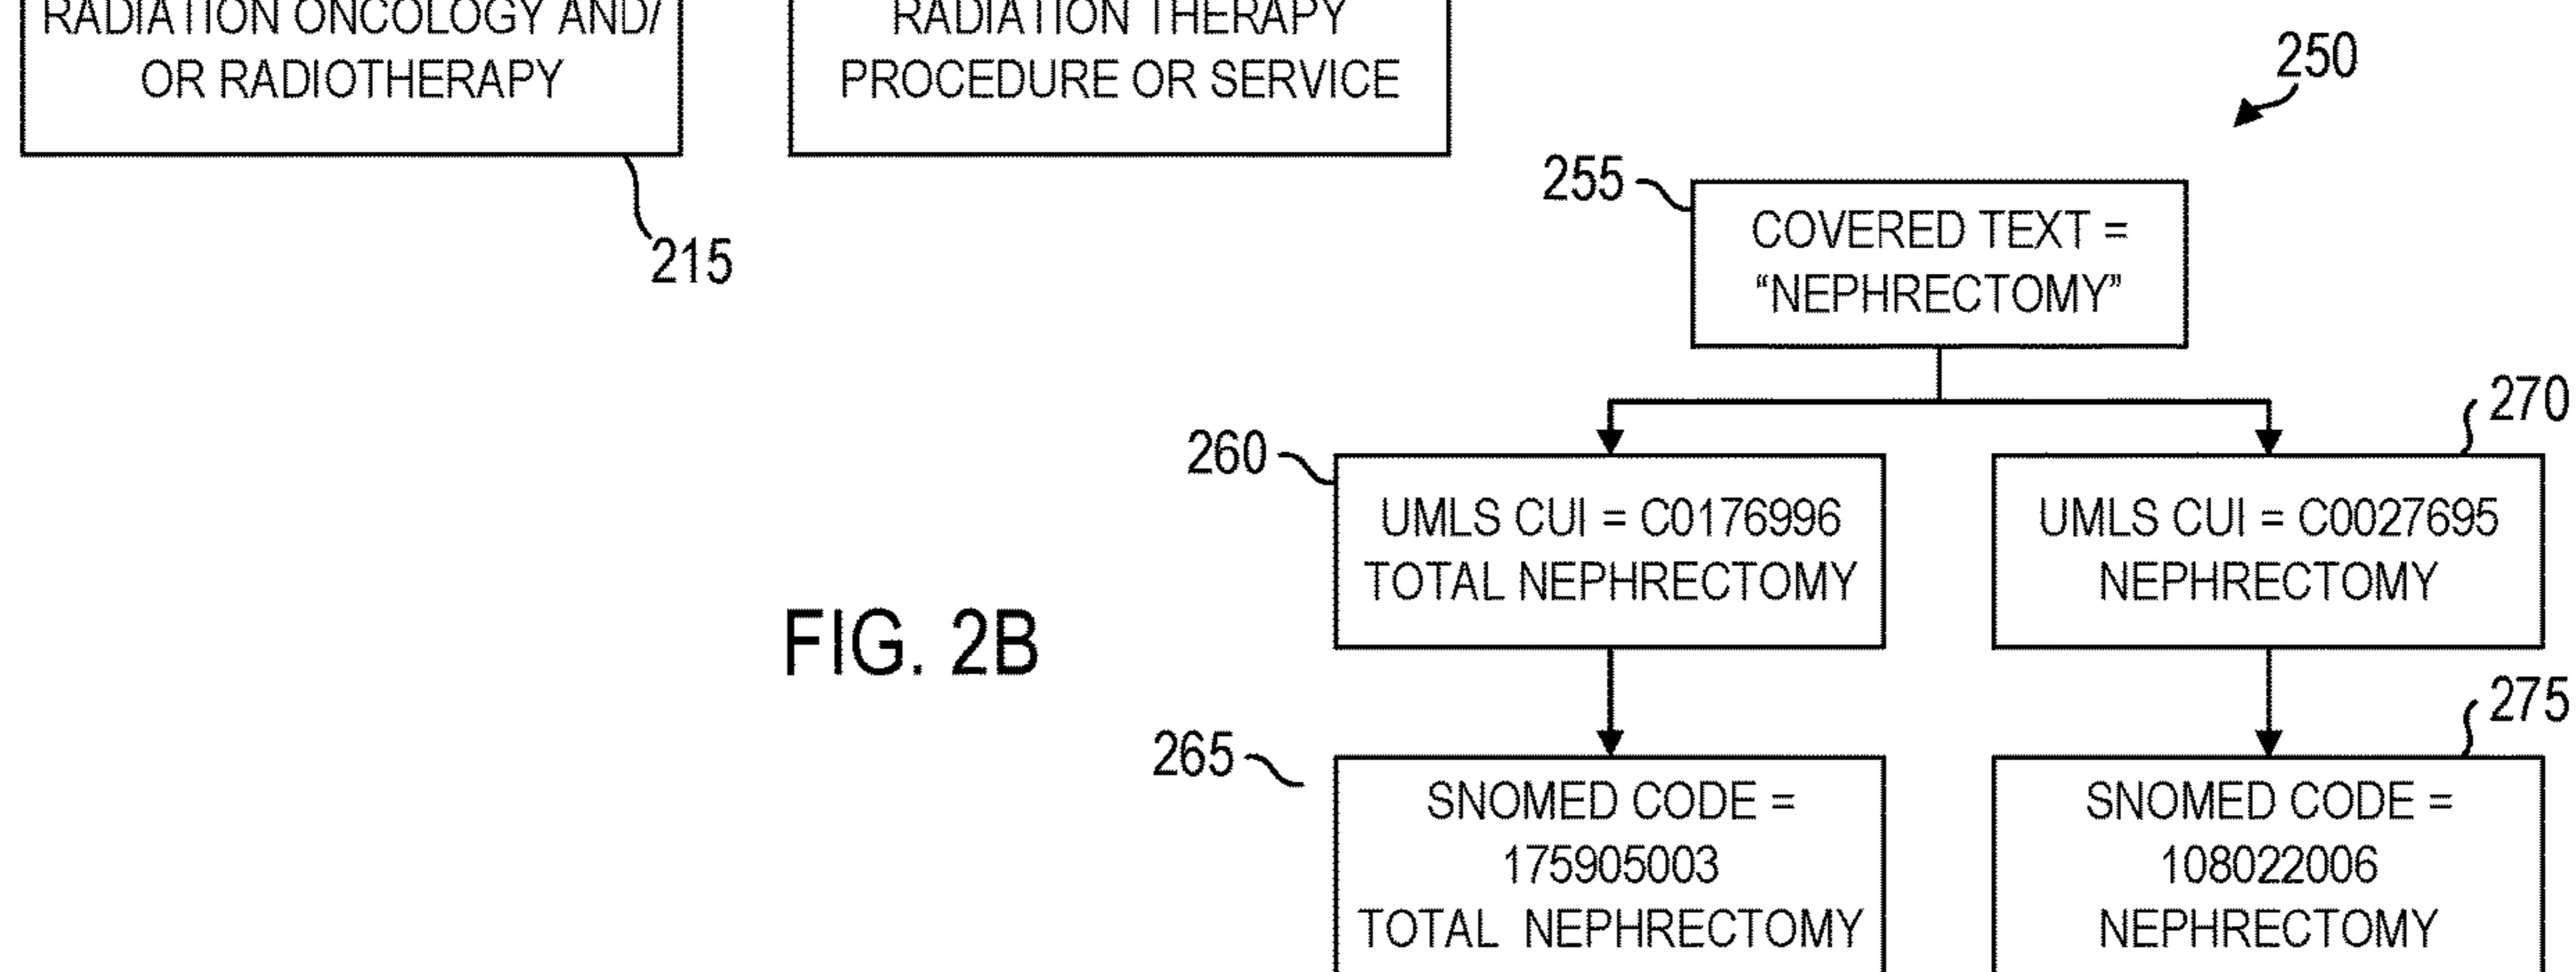 RADIATION ONCOLOGY AND/
OR RADIOTHERAPY
RADIATION THERAPY
PROCEDURE OR SERVICE
215
250
255
COVERED TEXT =
“NEPHRECTOMY”
260
UMLS CUI = C0176996
TOTAL NEPHRECTOMY
270
UMLS CUI = C0027695
NEPHRECTOMY
FIG. 2B
265
SNOMED CODE =
175905003
TOTAL NEPHRECTOMY
275
SNOMED CODE =
108022006
NEPHRECTOMY